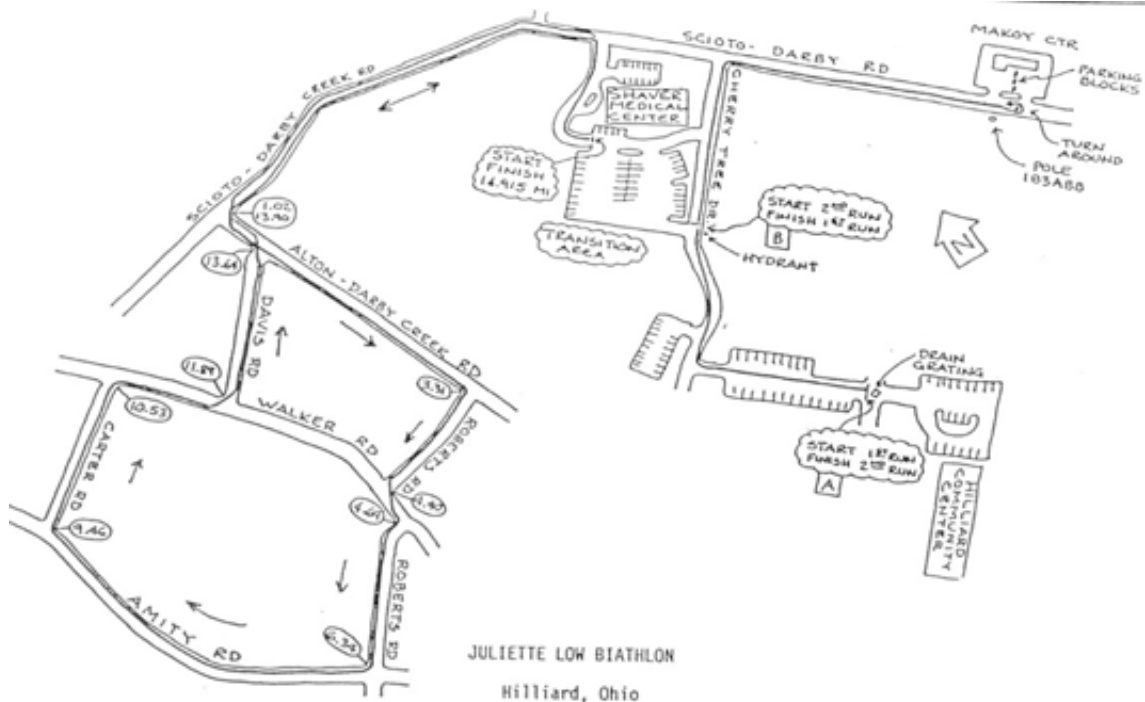 SCIOTO-DARBY RD
MAKOY CTR
PARKING
BLOCKS
TURN
AROUND
POLE
183A88
SCIOTO-DARBY CREEK RD
SHAVER
MEDICAL
CENTER
CHERRY TREE DRV.
START
FINISH
14.915 MI
START 2ND RUN
FINISH 1ST RUN
B
HYDRANT
TRANSITION
AREA
N
1.02
13.90
13.64
ALTON-DARBY CREEK RD
DAVIS RD
11.89
3.31
10.53
WALKER RD
ROBERTS RD
CARTER RD
DRAIN
GRATING
START 1ST RUN
FINISH 2ND RUN
A
HILLIARD
COMMUNITY
CENTER
9.46
ROBERTS RD
AMITY RD
6.34
JULIETTE LOW BIATHLON
Hilliard, Ohio